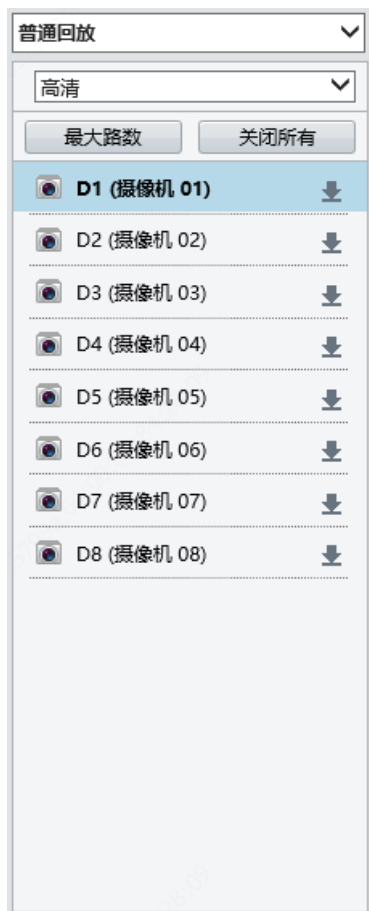 普通回放
高清
最大路数 关闭所有
D1 (摄像机 01)
D2 (摄像机 02)
D3 (摄像机 03)
D4 (摄像机 04)
D5 (摄像机 05)
D6 (摄像机 06)
D7 (摄像机 07)
D8 (摄像机 08)